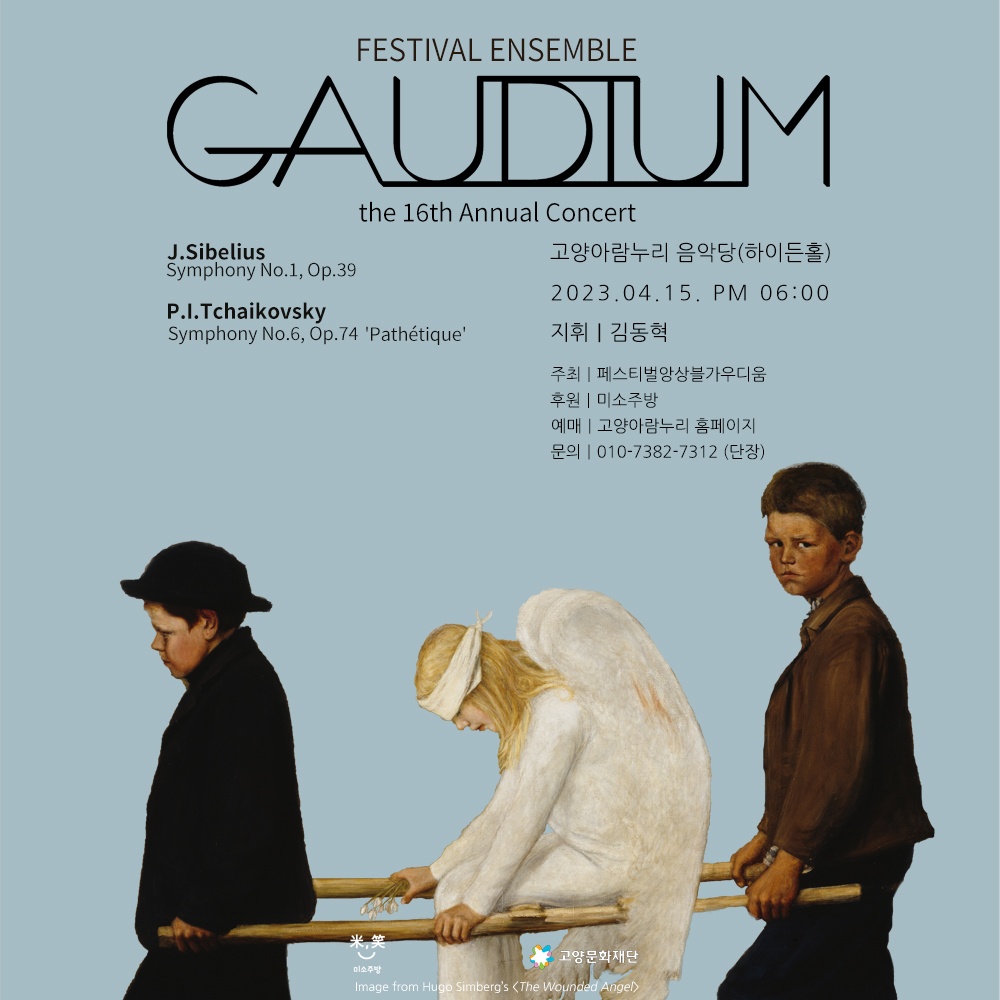 FESTIVAL ENSEMBLE
GAUDIUM
the 16th Annual Concert
J.Sibelius
Symphony No.1, Op.39
P.I.Tchaikovsky
Symphony No.6, Op.74 'Pathétique'
고양아람누리 음악당(하이든홀)
2023.04.15. PM 06:00
지휘 | 김동혁
주최 | 페스티벌앙상블가우디움
후원 | 미소주방
예매 | 고양아람누리 홈페이지
문의 | 010-7382-7312 (단장)
米,笑
미소주방
고양문화재단
Image from Hugo Simberg's <The Wounded Angel>